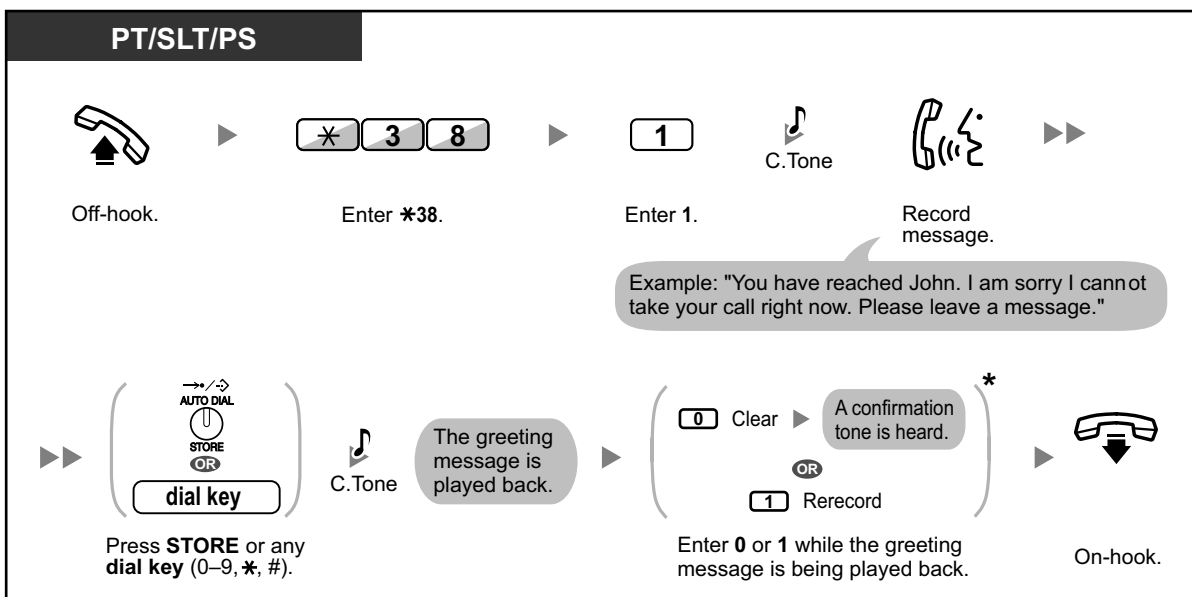 PT/SLT/PS
✳ 3 8
1
C.Tone
Off-hook.
Enter ✳38.
Enter 1.
Record
message.
Example: "You have reached John. I am sorry I cannot
take your call right now. Please leave a message."
AUTO DIAL
STORE
OR
dial key
Press STORE or any
dial key (0–9, ✳, #).
C.Tone
The greeting
message is
played back.
*
0 Clear
A confirmation
tone is heard.
OR
1 Rerecord
Enter 0 or 1 while the greeting
message is being played back.
On-hook.